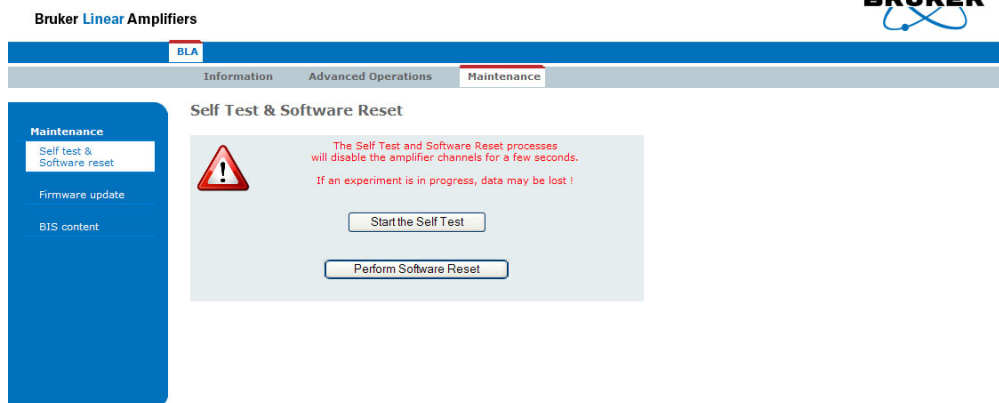 Bruker Linear Amplifiers
BRUKER
BLA
Information Advanced Operations Maintenance
Self Test & Software Reset
Maintenance
Self test &
Software reset
Firmware update
BIS content
The Self Test and Software Reset processes
will disable the amplifier channels for a few seconds.
If an experiment is in progress, data may be lost !
Start the Self Test
Perform Software Reset